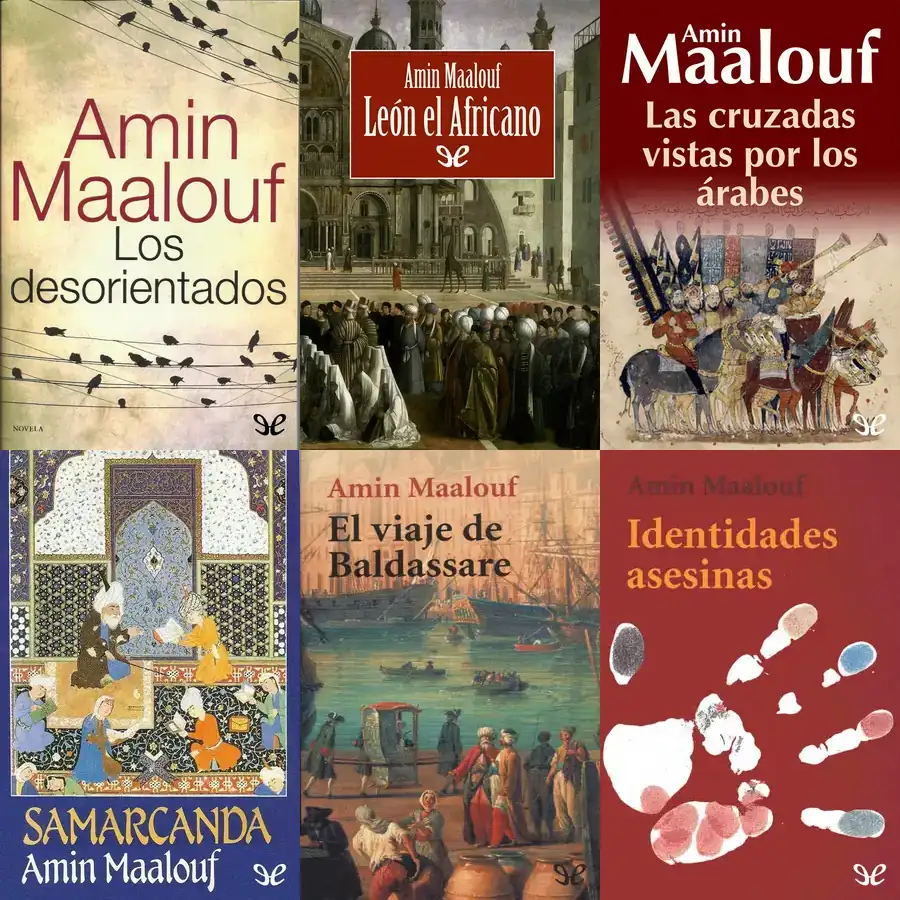 Amin
Maalouf
Los
desorientados
NOVELA
Amin Maalouf
León el Africano
Amin
Maalouf
Las cruzadas
vistas por los
árabes
SAMARCANDA
Amin Maalouf
Amin Maalouf
El viaje de
Baldassare
Amin Maalouf
Identidades
asesinas